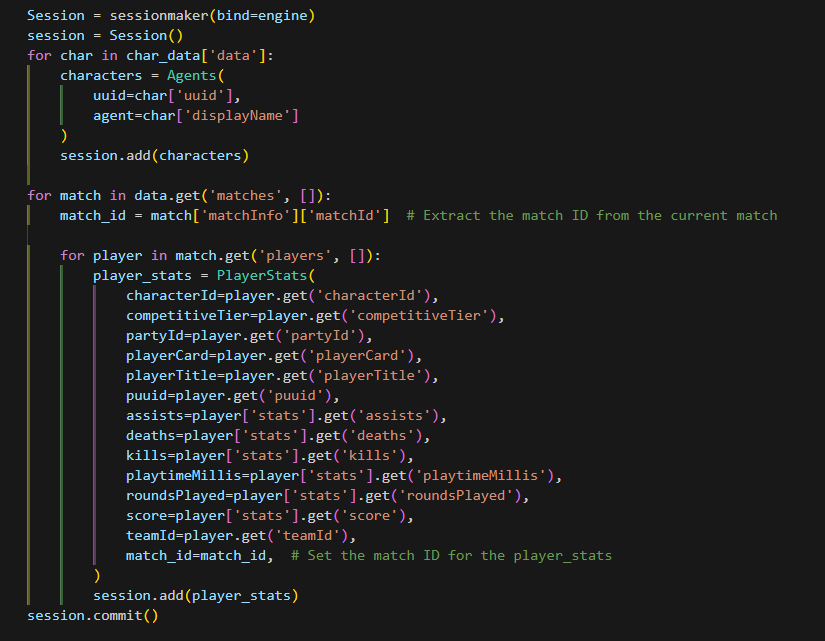 Session = sessionmaker(bind=engine)
session = Session()
for char in char_data['data']:
    characters = Agents(
        uuid=char['uuid'],
        agent=char['displayName']
    )
    session.add(characters)

for match in data.get('matches', []):
    match_id = match['matchInfo']['matchId']  # Extract the match ID from the current match

    for player in match.get('players', []):
        player_stats = PlayerStats(
            characterId=player.get('characterId'),
            competitiveTier=player.get('competitiveTier'),
            partyId=player.get('partyId'),
            playerCard=player.get('playerCard'),
            playerTitle=player.get('playerTitle'),
            puuid=player.get('puuid'),
            assists=player['stats'].get('assists'),
            deaths=player['stats'].get('deaths'),
            kills=player['stats'].get('kills'),
            playtimeMillis=player['stats'].get('playtimeMillis'),
            roundsPlayed=player['stats'].get('roundsPlayed'),
            score=player['stats'].get('score'),
            teamId=player.get('teamId'),
            match_id=match_id,  # Set the match ID for the player_stats
        )
        session.add(player_stats)
session.commit()